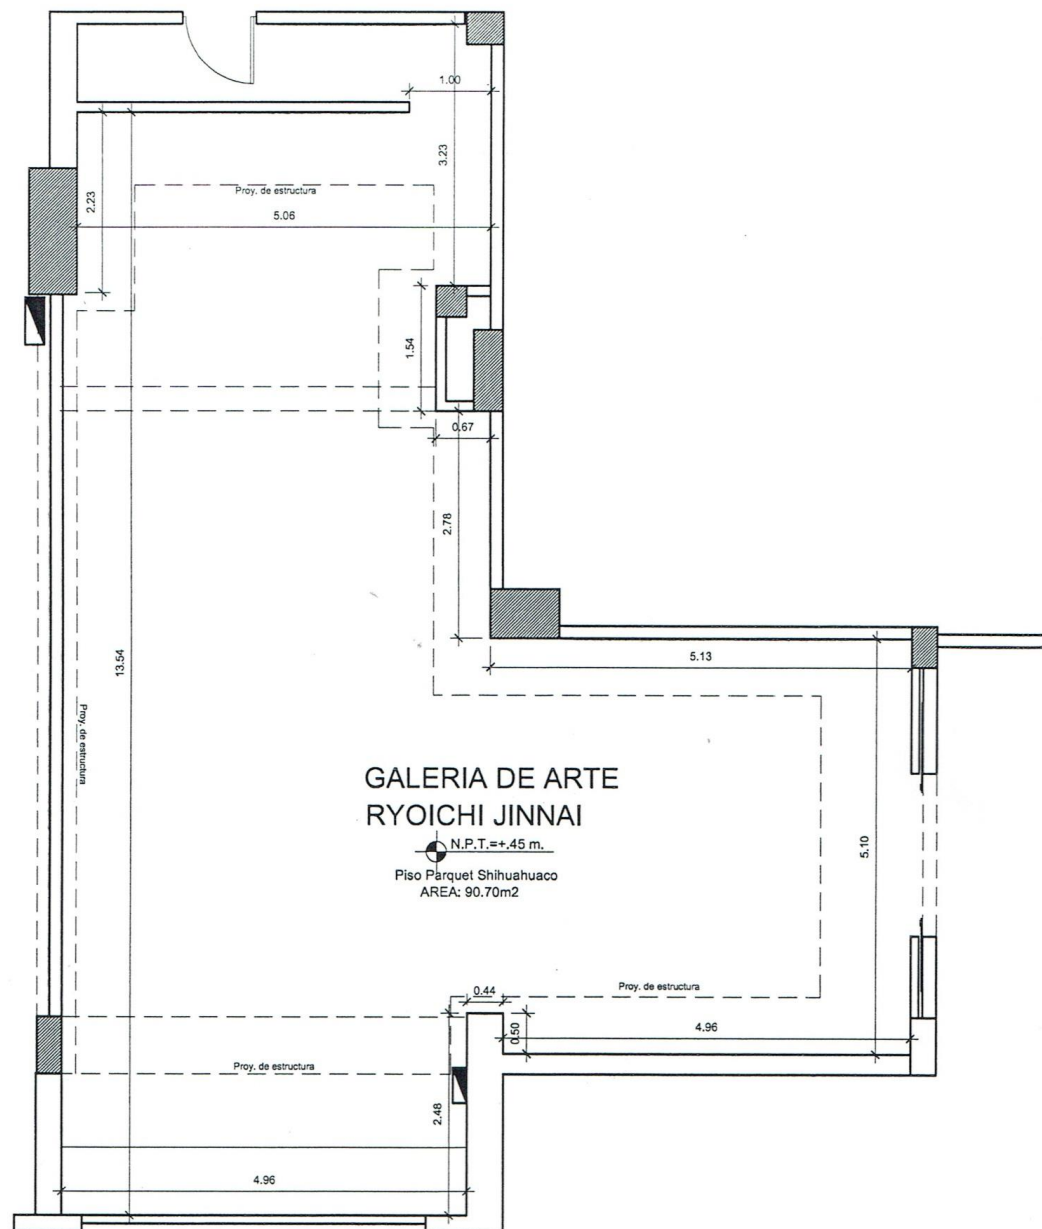 1.00
3.23
2.23
Proy. de estructura
5.06
1.54
0.67
2.78
13.54
5.13
Proy. de estructura
GALERIA DE ARTE
RYOICHI JINNAI
N.P.T.=+.45 m.
Piso Parquet Shihuahuaco
AREA: 90.70m2
5.10
0.44
Proy. de estructura
0.50
4.96
Proy. de estructura
2.48
4.96